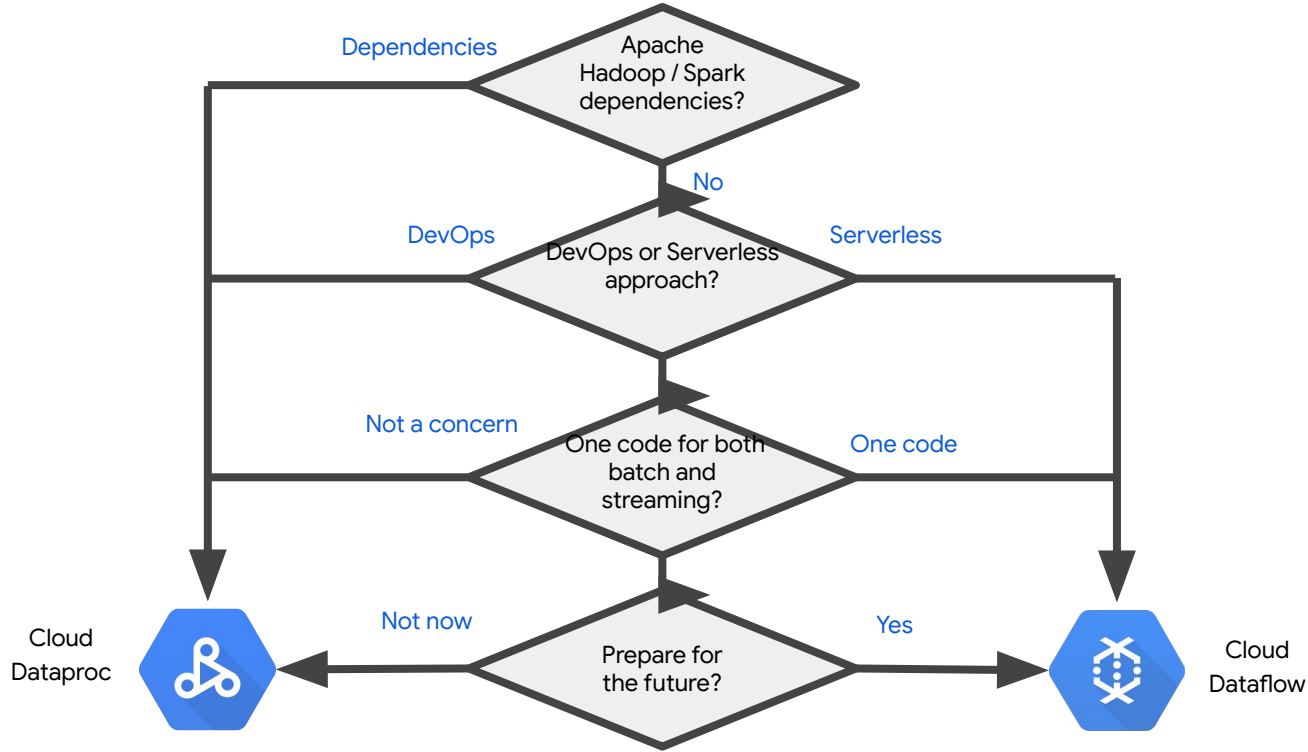 Dependencies
Apache
Hadoop / Spark
dependencies?
No
DevOps
DevOps or Serverless
approach?
Serverless
Not a concern
One code for both
batch and
streaming?
One code
Cloud
Dataproc
Not now
Prepare for
the future?
Yes
Cloud
Dataflow